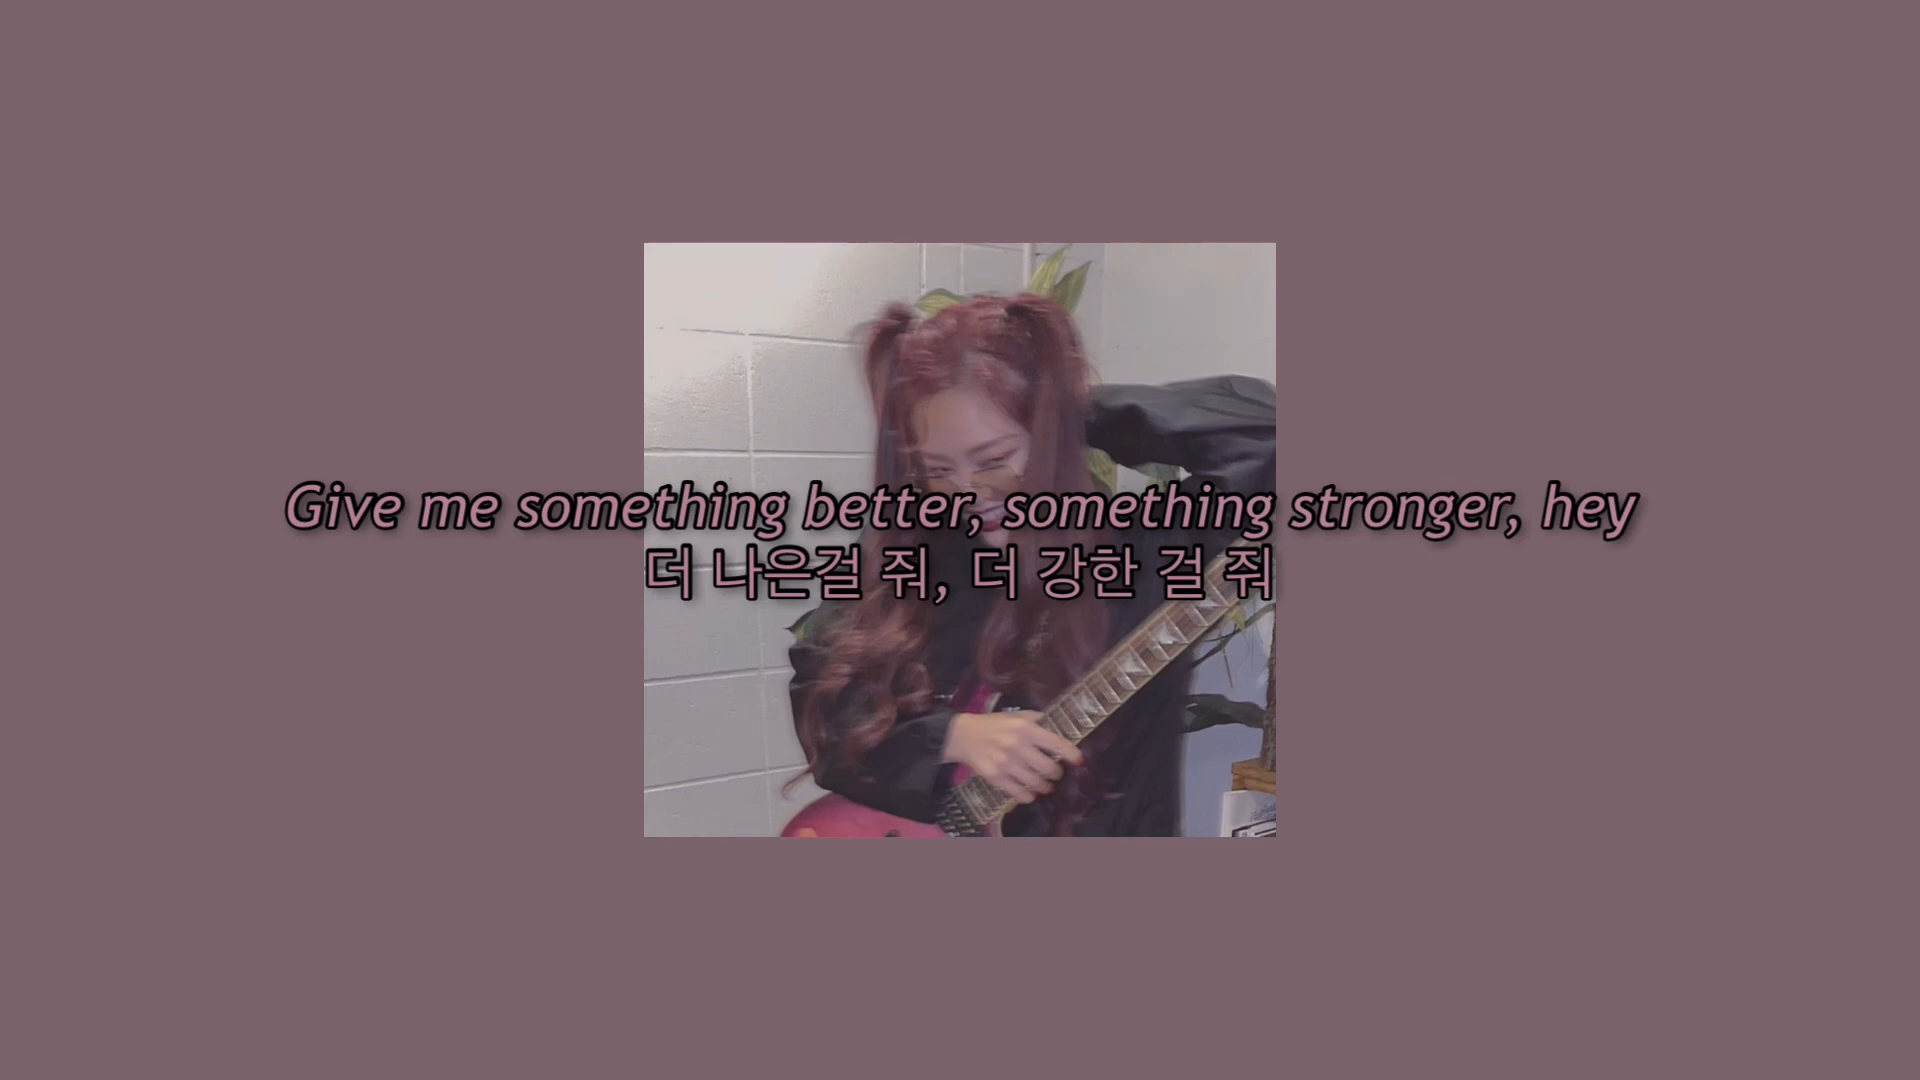 Give me something better, something stronger, hey
더 나은걸 줘, 더 강한 걸 줘